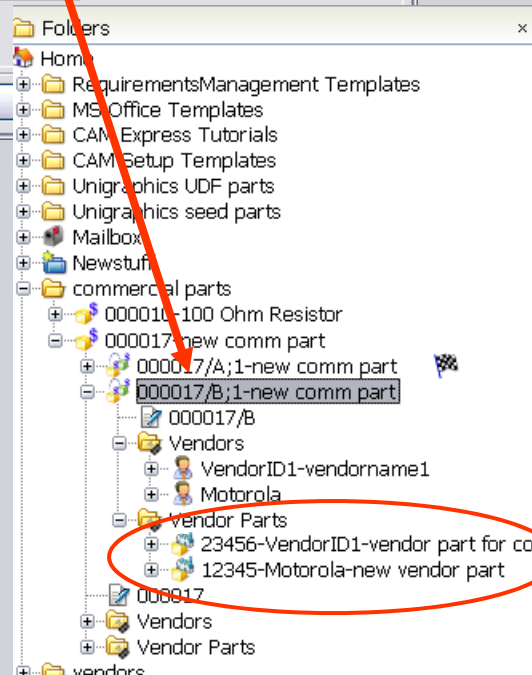 Folders
Home
RequirementsManagement Templates
MS Office Templates
CAM Express Tutorials
CAM Setup Templates
Unigraphics UDF parts
Unigraphics seed parts
Mailbox
Newstuff
commercial parts
000010-100 Ohm Resistor
000017-new comm part
000017/A;1-new comm part
000017/B;1-new comm part
000017/B
Vendors
VendorID1-vendorname1
Motorola
Vendor Parts
23456-VendorID1-vendor part for co
12345-Motorola-new vendor part
000017
Vendors
Vendor Parts
vendors